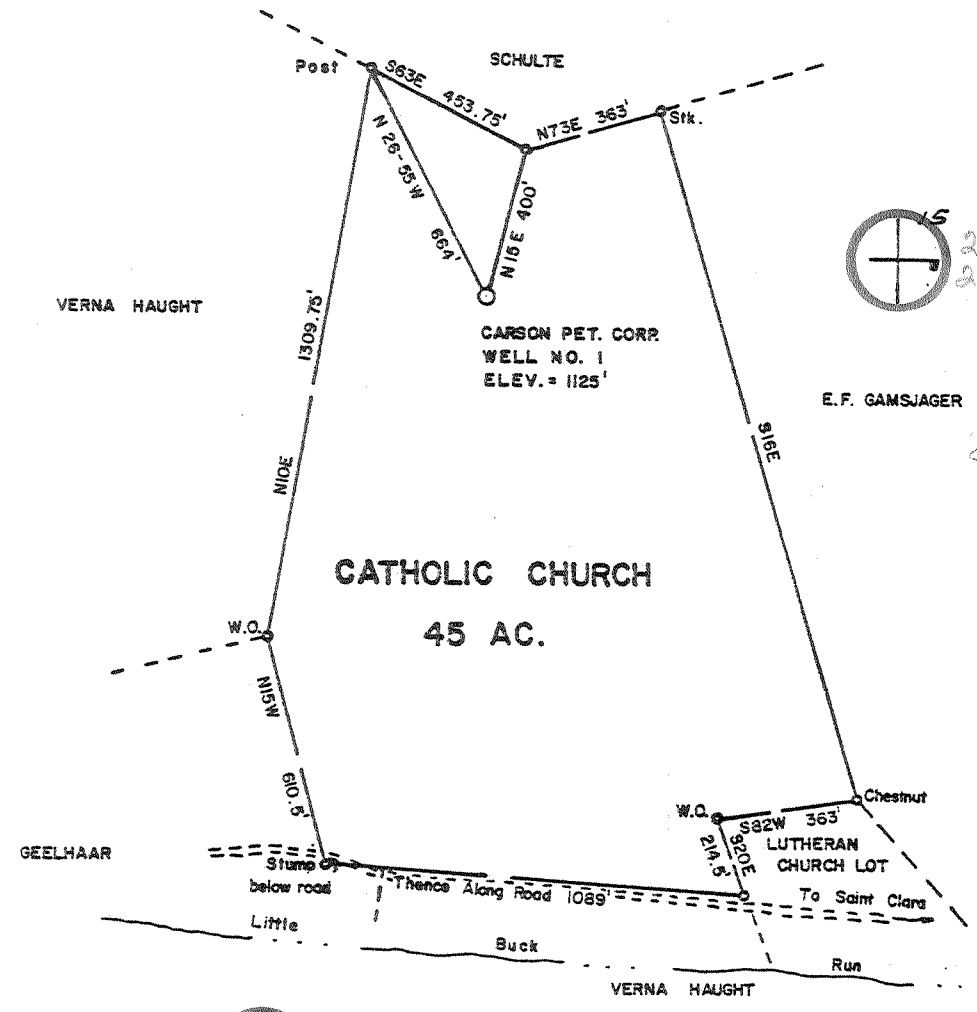 Post
SCHULTE
S63E 453.75'
N73E 363'
Stk.
N 26-55W 664'
N 15E 400'
15
VERNA HAUGHT
1309.75'
N10E
CARSON PET. CORP.
WELL NO. 1
ELEV. = 1125'
E.F. GAMSJAGER
S16E
CATHOLIC CHURCH
45 AC.
W.O.
N15W
610.5'
Chestnut
W.O.
S82W 363'
S20E
214.5'
LUTHERAN
CHURCH LOT
GEELHAAR
Stump
below road
Thence Along Road 1089'
To Saint Clara
Little Buck Run
VERNA HAUGHT